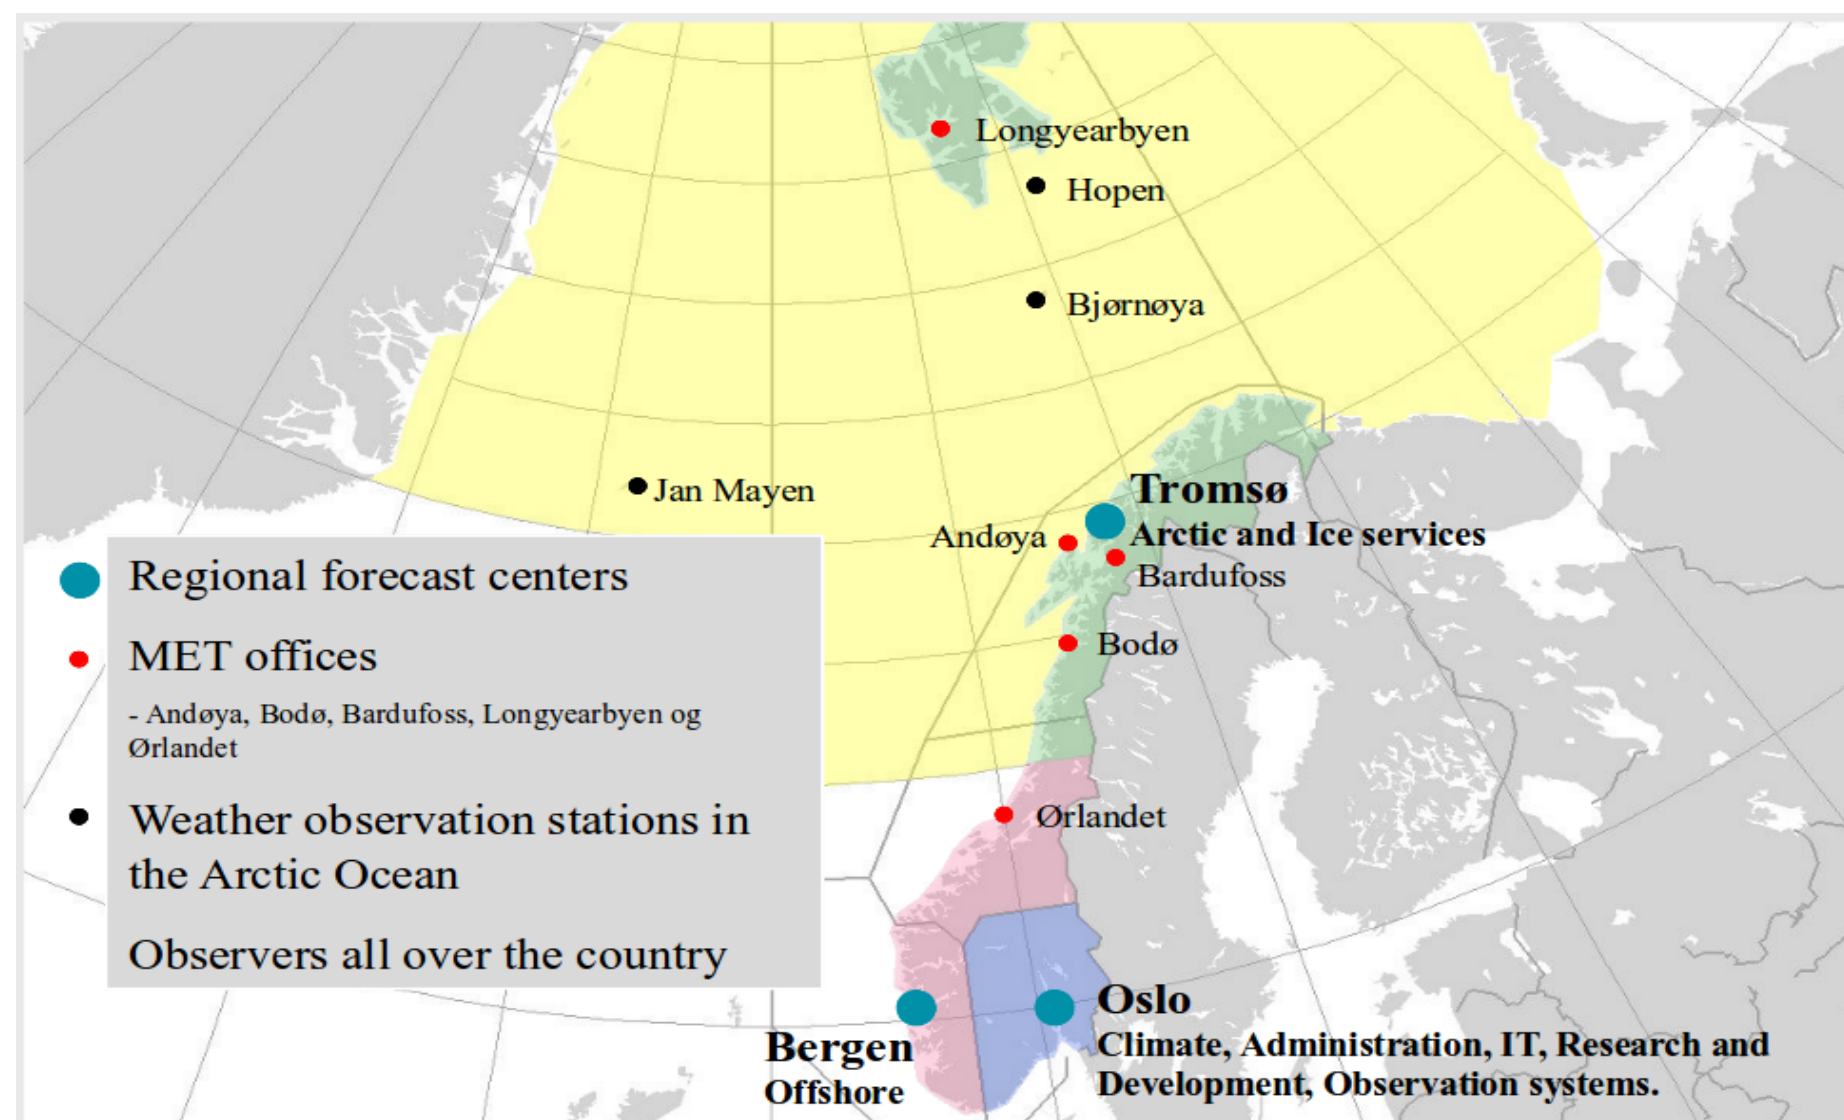 Longyearbyen
Hopen
Bjørnøya
Jan Mayen
Tromsø
Andøya
Arctic and Ice services
Bardufoss
Bodø
Ørlandet
Regional forecast centers
MET offices
- Andøya, Bodø, Bardufoss, Longyearbyen og
Ørlandet
Weather observation stations in
the Arctic Ocean
Observers all over the country
Bergen
Offshore
Oslo
Climate, Administration, IT, Research and
Development, Observation systems.